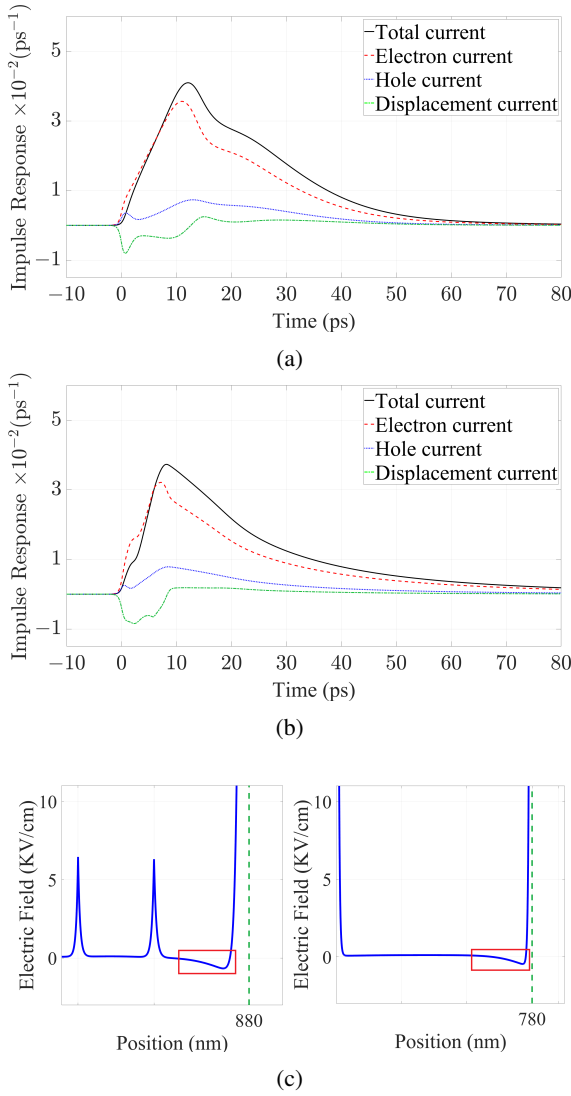 Impulse Response ×10⁻²(ps⁻¹)
5
3
1
−1
Total current
Electron current
Hole current
Displacement current
−10 0 10 20 30 40 50 60 70 80
Time (ps)
(a)
Impulse Response ×10⁻²(ps⁻¹)
5
3
1
−1
Total current
Electron current
Hole current
Displacement current
−10 0 10 20 30 40 50 60 70 80
Time (ps)
(b)
Electric Field (KV/cm)
10
5
0
880
Position (nm)
Electric Field (KV/cm)
10
5
0
780
Position (nm)
(c)